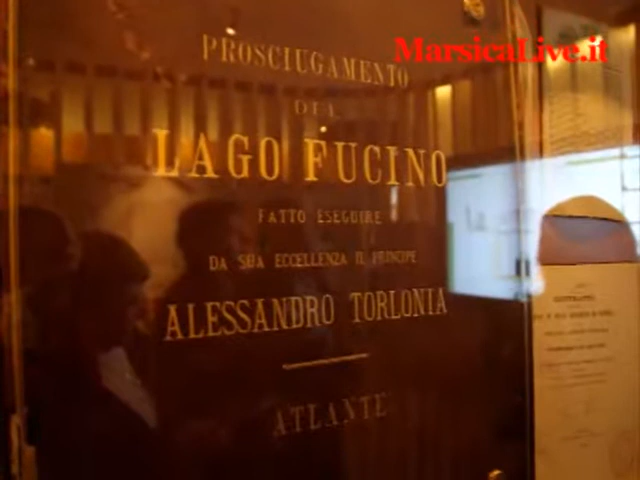 MarsicaLive.it
PROSCIUGAMENTO
DEL
LAGO FUCINO
FATTO ESEGUIRE
DA SUA ECCELLENZA IL PRINCIPE
ALESSANDRO TORLONIA
ATLANTE